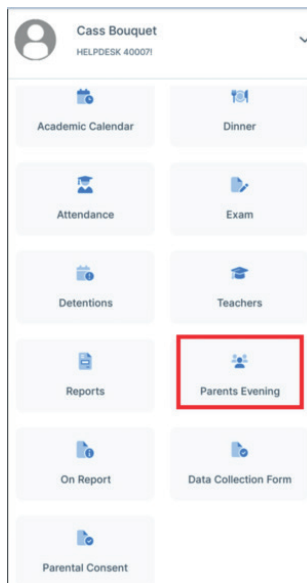 Cass Bouquet
HELPDESK 40007!
Academic Calendar
Dinner
Attendance
Exam
Detentions
Teachers
Reports
Parents Evening
On Report
Data Collection Form
Parental Consent